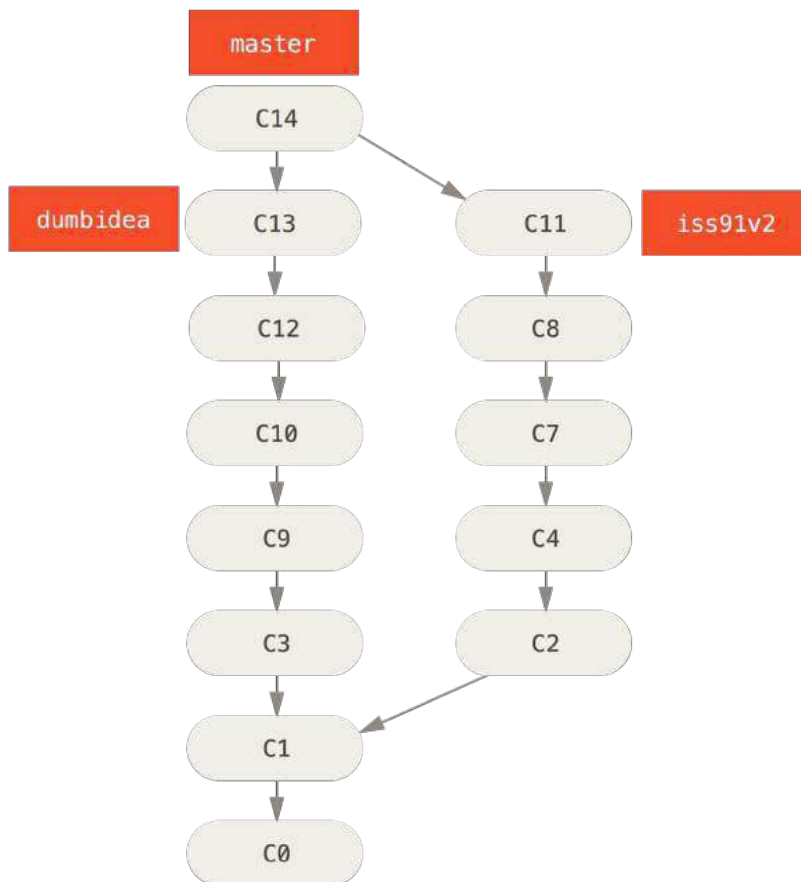 master
C14
dumbidea C13 C11 iss91v2
C12 C8
C10 C7
C9 C4
C3 C2
C1
C0